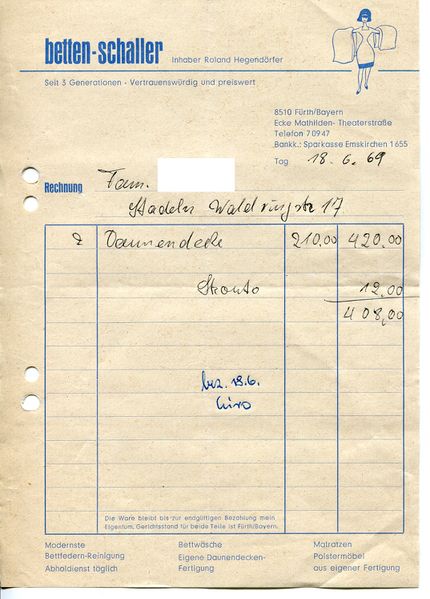 betten-schaller Inhaber Roland Hegendörfer
Seit 3 Generationen - Vertrauenswürdig und preiswert
8510 Fürth/Bayern
Ecke Mathilden- Theaterstraße
Telefon 70947
Bankk.: Sparkasse Emskirchen 1655
Tag 18.6.69
Rechnung Fam.
Stadeln Waldringstr 17
2 Daunendecke 210,00 420,00
Skonto 12,00
408,00
bez. 19.6.
Giro
Die Ware bleibt bis zur endgültigen Bezahlung mein
Eigentum, Gerichtsstand für beide Teile ist Fürth/Bayern.
Modernste Bettwäsche Matratzen
Bettfedern-Reinigung Eigene Daunendecken- Polstermöbel
Abholdienst täglich Fertigung aus eigener Fertigung